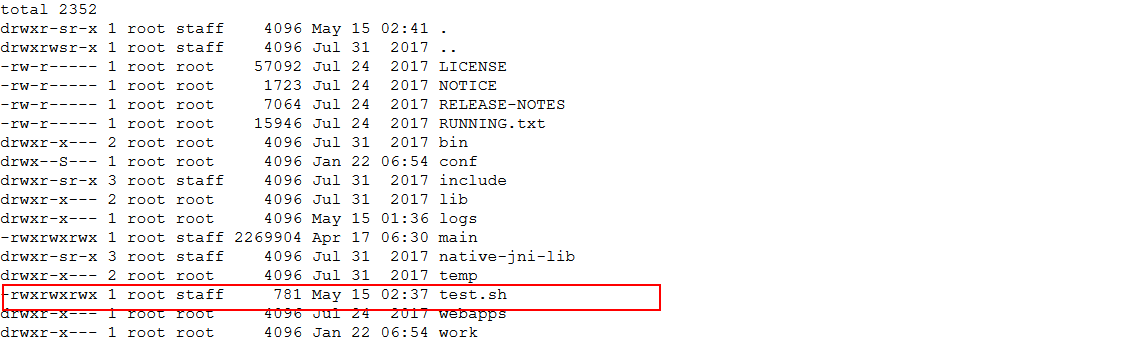 total 2352
drwxr-sr-x 1 root staff    4096 May 15 02:41 .
drwxrwsr-x 1 root staff    4096 Jul 31  2017 ..
-rw-r----- 1 root root    57092 Jul 24  2017 LICENSE
-rw-r----- 1 root root     1723 Jul 24  2017 NOTICE
-rw-r----- 1 root root     7064 Jul 24  2017 RELEASE-NOTES
-rw-r----- 1 root root    15946 Jul 24  2017 RUNNING.txt
drwxr-x--- 2 root root     4096 Jul 31  2017 bin
drwx--S--- 1 root root     4096 Jan 22 06:54 conf
drwxr-sr-x 3 root staff    4096 Jul 31  2017 include
drwxr-x--- 2 root root     4096 Jul 31  2017 lib
drwxr-x--- 1 root root     4096 May 15 01:36 logs
-rwxrwxrwx 1 root staff 2269904 Apr 17 06:30 main
drwxr-sr-x 3 root staff    4096 Jul 31  2017 native-jni-lib
drwxr-x--- 2 root root     4096 Jul 31  2017 temp
-rwxrwxrwx 1 root staff     781 May 15 02:37 test.sh
drwxr-x--- 1 root root     4096 Jul 24  2017 webapps
drwxr-x--- 1 root root     4096 Jan 22 06:54 work